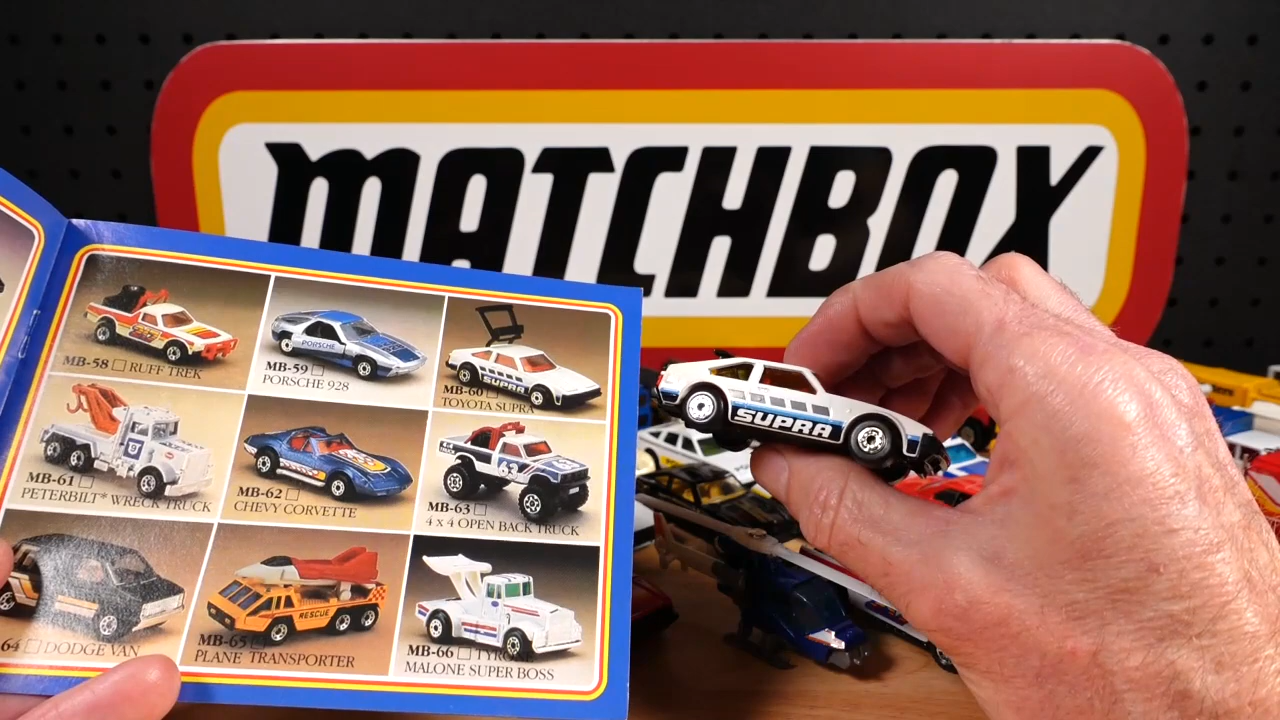 MATCHBOX
MB-58 □ RUFF TREK
PORSCHE
MB-59 □
PORSCHE 928
SUPRA
MB-60 □
TOYOTA SUPRA
MB-61 □
PETERBILT* WRECK TRUCK
MB-62 □
CHEVY CORVETTE
63
MB-63 □
4 x 4 OPEN BACK TRUCK
64 □ DODGE VAN
RESCUE
MB-65 □
PLANE TRANSPORTER
MB-66 □ TYRONE
MALONE SUPER BOSS
SUPRA